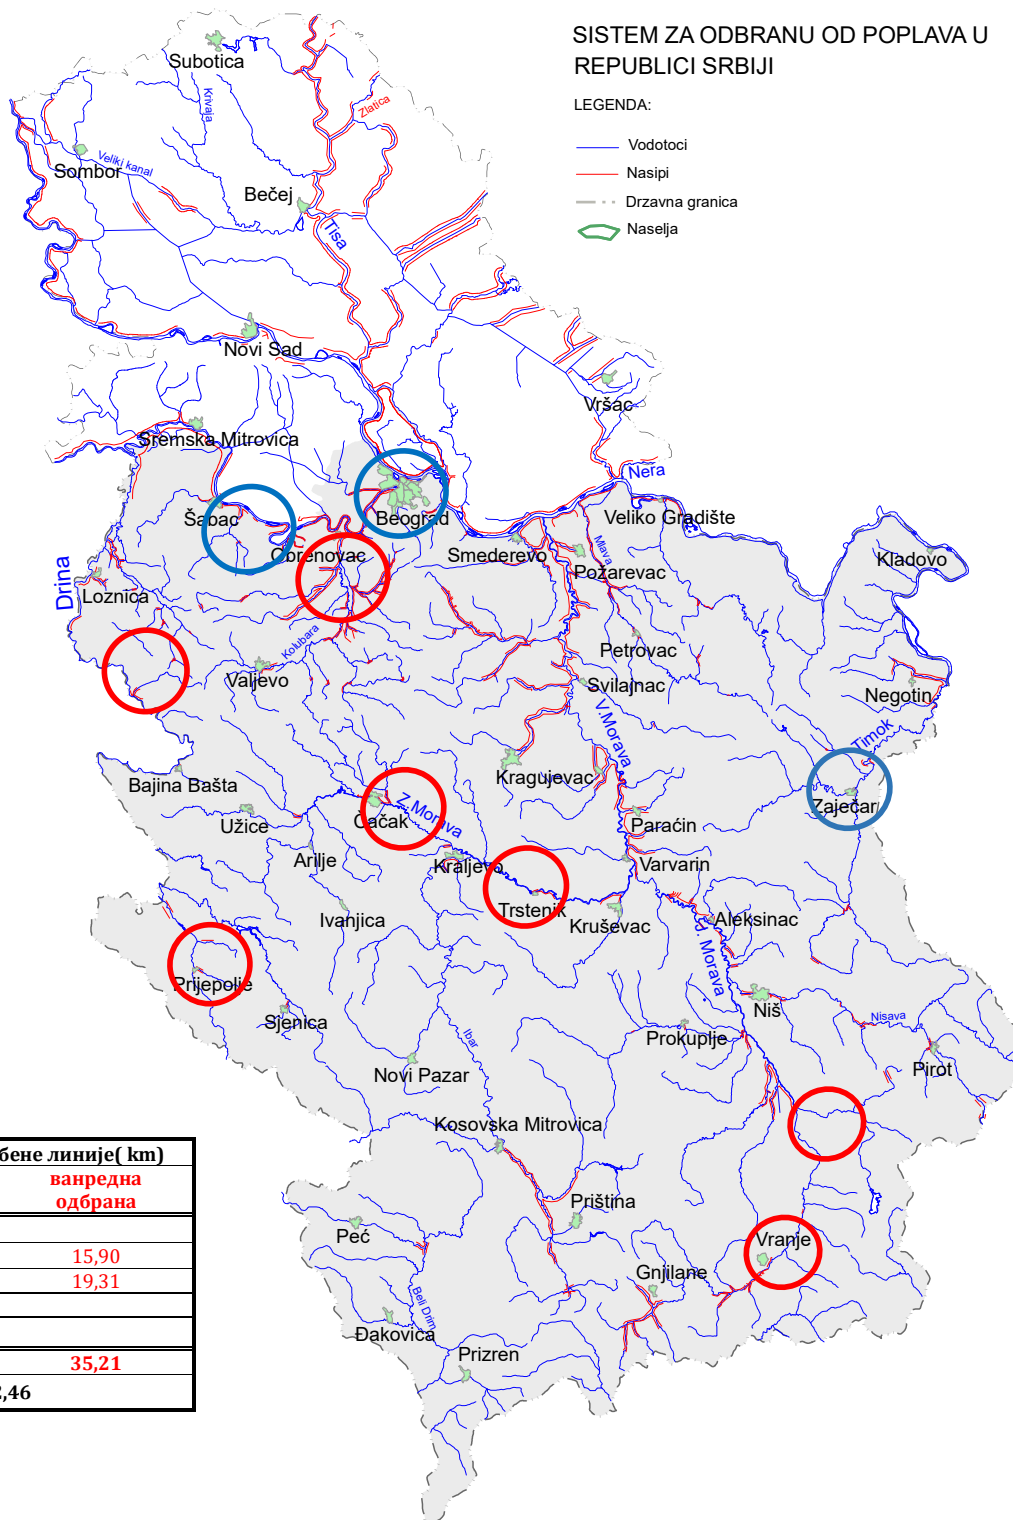 SISTEM ZA ODBRANU OD POPLAVA U
REPUBLICI SRBIJI
LEGENDA:
Vodotoci
Nasipi
Drzavna granica
Naselja
Subotica
Krivaja
Zlatica
Veliki kanal
Sombor
Bečej
Tisa
Novi Sad
Vršac
Sremska Mitrovica
Nera
Šabac
Beograd
Veliko Gradište
Obrenovac
Smederevo
Mlava
Požarevac
Kladovo
Drina
Loznica
Kolubara
Petrovac
Valjevo
Svilajnac
Negotin
V.Morava
Timok
Bajina Bašta
Kragujevac
Zaječar
Užice
Čačak
Z.Morava
Paraćin
Arilje
Kraljevo
Varvarin
Ivanjica
Trstenik
Kruševac
Aleksinac
J. Morava
Prijepolje
Niš
Sjenica
Ibar
Nisava
Prokuplje
Pirot
Novi Pazar
Kosovska Mitrovica
Priština
Peć
Vranje
Gnjilane
Beli Drim
Đakovica
Prizren
бене линије( km)
ванредна
одбрана
15,90
19,31
35,21
,46